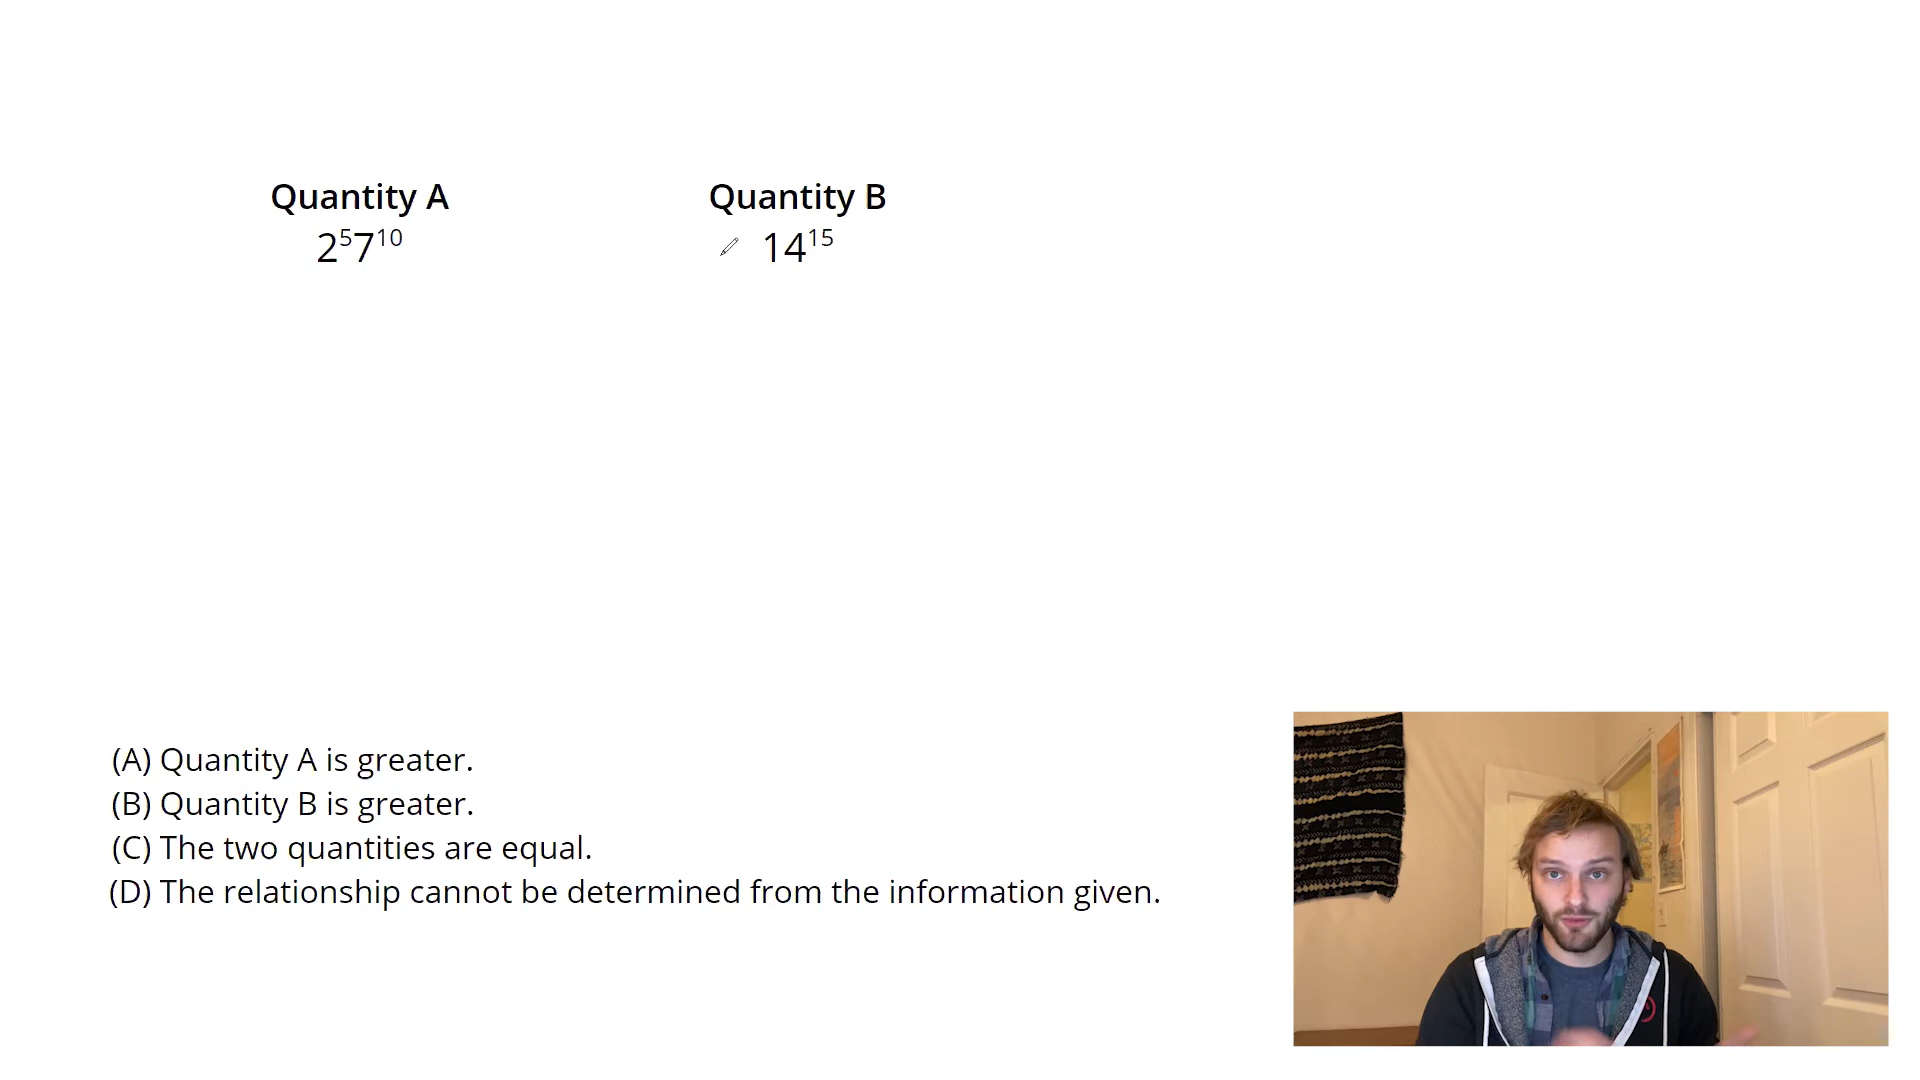 Quantity A Quantity B
2⁵7¹⁰ 14¹⁵
(A) Quantity A is greater.
(B) Quantity B is greater.
(C) The two quantities are equal.
(D) The relationship cannot be determined from the information given.